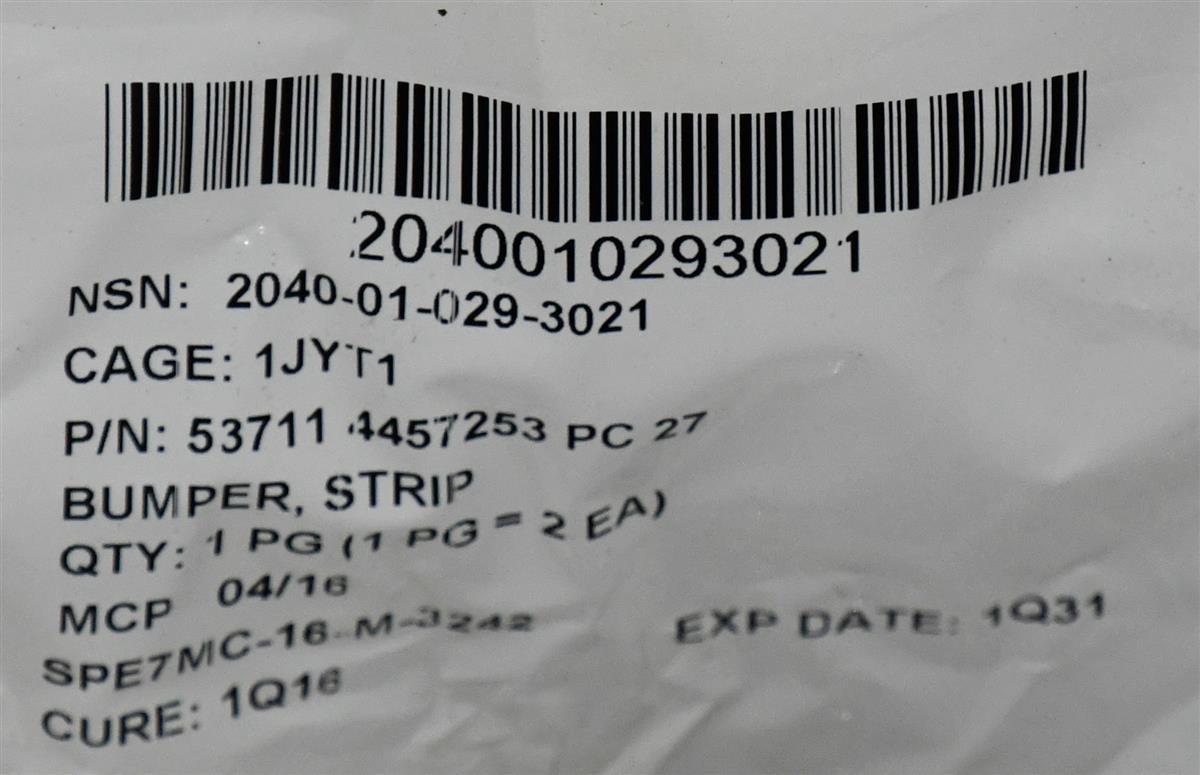 2040010293021
NSN: 2040-01-029-3021
CAGE: 1JYT1
P/N: 53711 4457253 PC 27
BUMPER, STRIP
QTY: 1 PG (1 PG = 2 EA)
MCP 04/16
SPE7MC-16-M-3242
EXP DATE: 1Q31
CURE: 1Q16